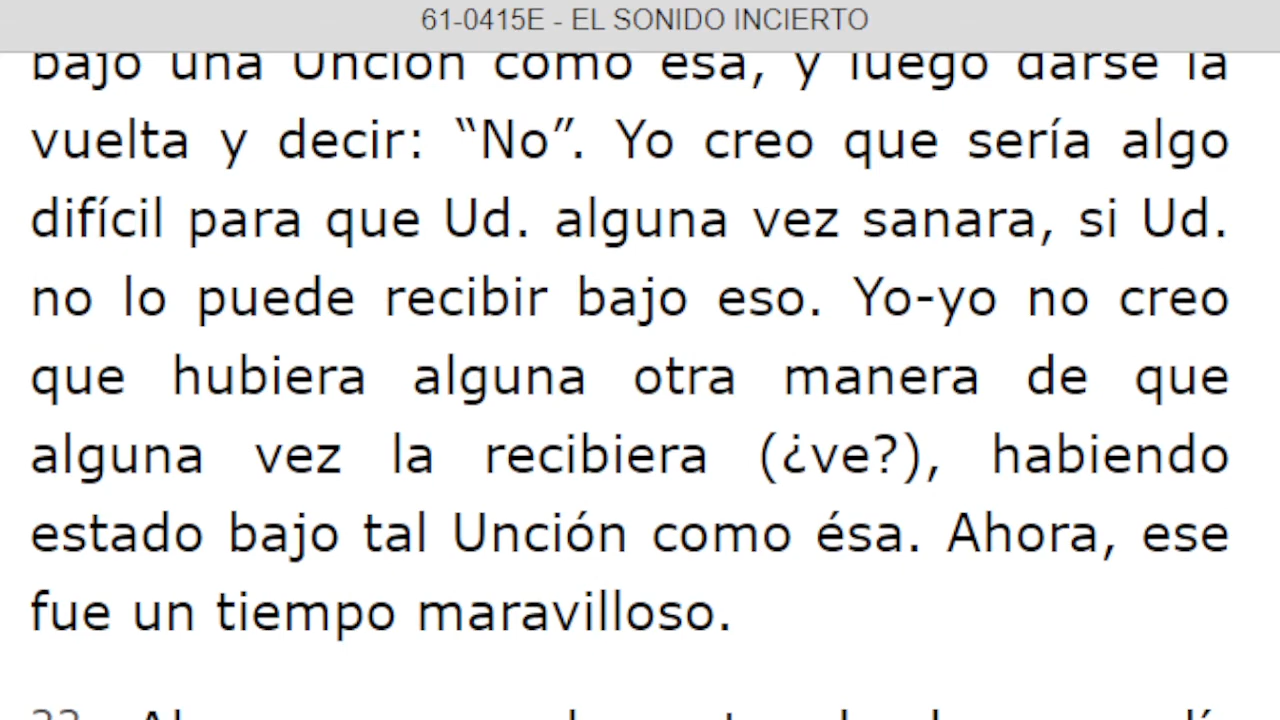 61-0415E - EL SONIDO INCIERTO
bajo una Unción como ésa, y luego darse la
vuelta y decir: “No”. Yo creo que sería algo
difícil para que Ud. alguna vez sanara, si Ud.
no lo puede recibir bajo eso. Yo-yo no creo
que hubiera alguna otra manera de que
alguna vez la recibiera (¿ve?), habiendo
estado bajo tal Unción como ésa. Ahora, ese
fue un tiempo maravilloso.